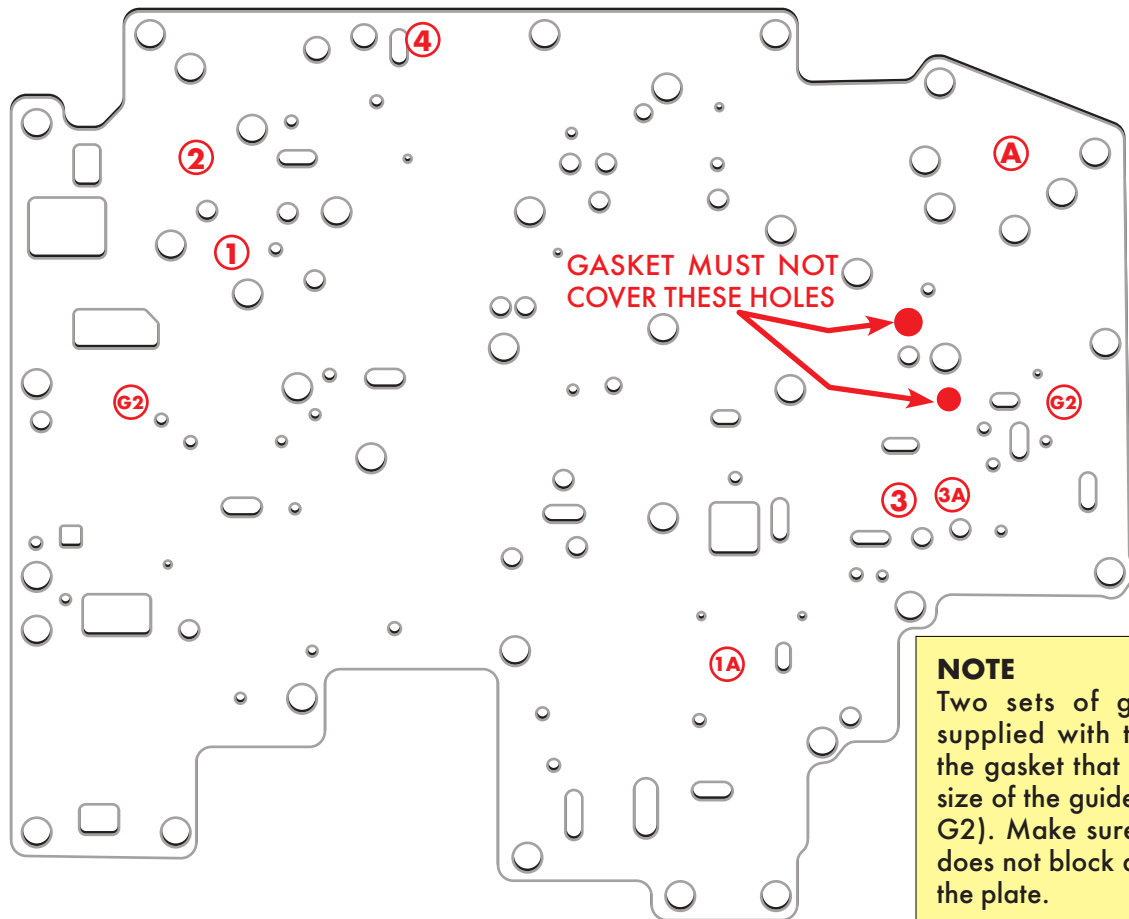 4
2
A
1
GASKET MUST NOT
COVER THESE HOLES
G2
G2
3
3A
1A
NOTE
Two sets of
supplied with
the gasket that
size of the
G2). Make sure
does not block
the plate.